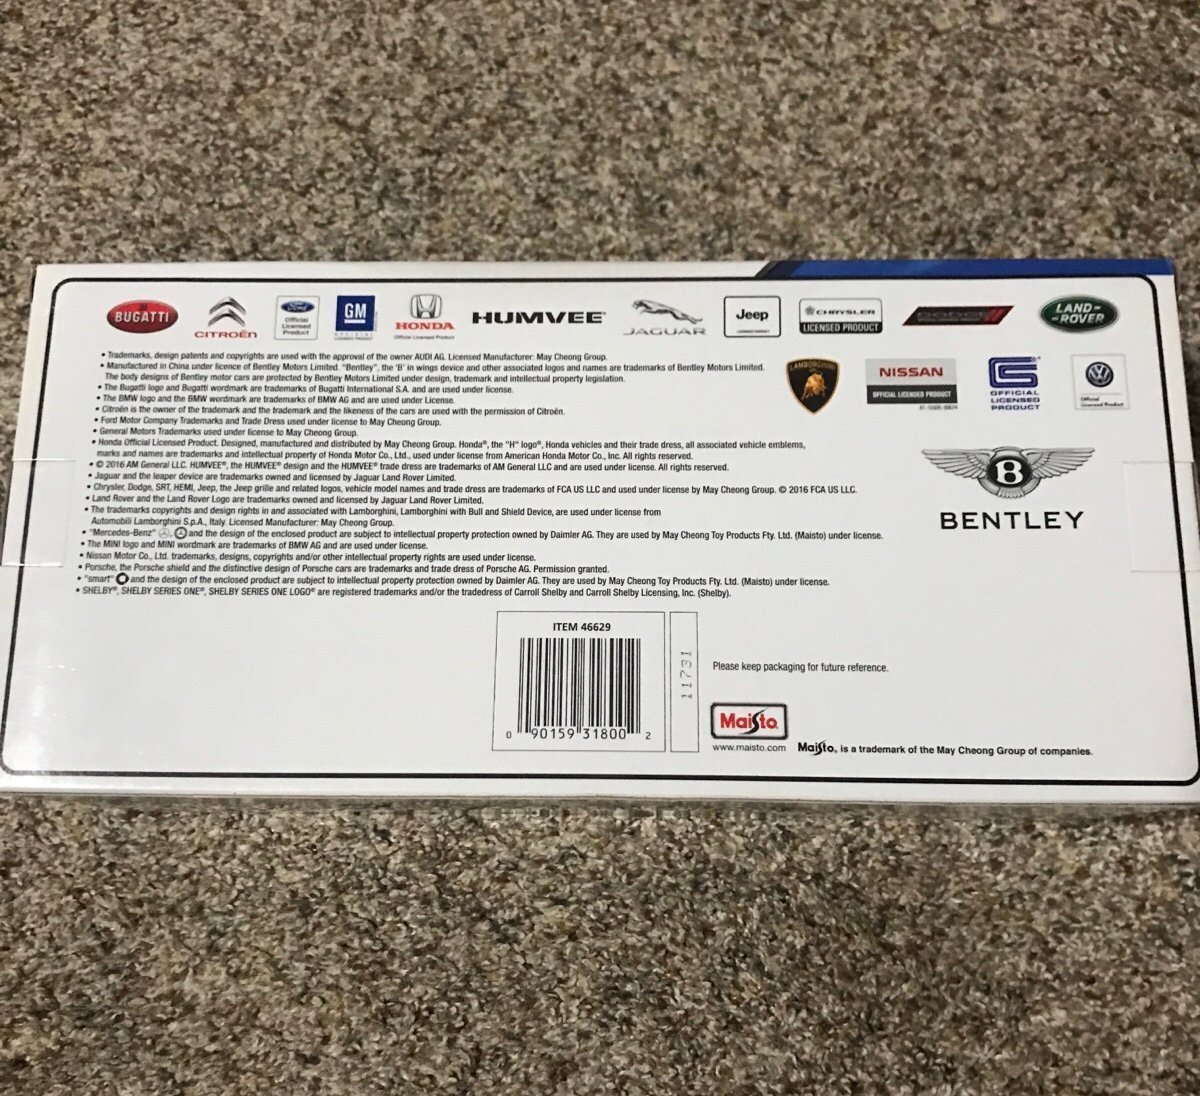 BUGATTI
CITROËN
Ford
Official
Licensed
Product
GM
HONDA
Official Licensed Product
HUMVEE®
JAGUAR
Jeep
CHRYSLER
LICENSED PRODUCT
DODGE
LAND-
ROVER
LAMBORGHINI
NISSAN
OFFICIAL LICENSED PRODUCT
OFFICIAL
LICENSED
PRODUCT
Official
Licensed Product
B
BENTLEY
• Trademarks, design patents and copyrights are used with the approval of the owner AUDI AG. Licensed Manufacturer: May Cheong Group.
• Manufactured in China under licence of Bentley Motors Limited. "Bentley", the 'B' in wings device and other associated logos and names are trademarks of Bentley Motors Limited.
The body designs of Bentley motor cars are protected by Bentley Motors Limited under design, trademark and intellectual property legislation.
• The Bugatti logo and Bugatti wordmark are trademarks of Bugatti International S.A. and are used under license.
• The BMW logo and the BMW wordmark are trademarks of BMW AG and are used under License.
• Citroën is the owner of the trademark and the trademark and the likeness of the cars are used with the permission of Citroën.
• Ford Motor Company Trademarks and Trade Dress used under license to May Cheong Group.
• General Motors Trademarks used under license to May Cheong Group.
• Honda Official Licensed Product. Designed, manufactured and distributed by May Cheong Group. Honda®, the "H" logo®, Honda vehicles and their trade dress, all associated vehicle emblems,
marks and names are trademarks and intellectual property of Honda Motor Co., Ltd., used under license from American Honda Motor Co., Inc. All rights reserved.
• © 2016 AM General LLC. HUMVEE®, the HUMVEE® design and the HUMVEE® trade dress are trademarks of AM General LLC and are used under license. All rights reserved.
• Jaguar and the leaper device are trademarks owned and licensed by Jaguar Land Rover Limited.
• Chrysler, Dodge, SRT, HEMI, Jeep, the Jeep grille and related logos, vehicle model names and trade dress are trademarks of FCA US LLC and used under license by May Cheong Group. © 2016 FCA US LLC.
• Land Rover and the Land Rover Logo are trademarks owned and licensed by Jaguar Land Rover Limited.
• The trademarks copyrights and design rights in and associated with Lamborghini, Lamborghini with Bull and Shield Device, are used under license from
Automobili Lamborghini S.p.A., Italy. Licensed Manufacturer: May Cheong Group.
• "Mercedes-Benz" , and the design of the enclosed product are subject to intellectual property protection owned by Daimler AG. They are used by May Cheong Toy Products Fty. Ltd. (Maisto) under license.
• The MINI logo and MINI wordmark are trademarks of BMW AG and are used under license.
• Nissan Motor Co., Ltd. trademarks, designs, copyrights and/or other intellectual property rights are used under license.
• Porsche, the Porsche shield and the distinctive design of Porsche cars are trademarks and trade dress of Porsche AG. Permission granted.
• "smart" and the design of the enclosed product are subject to intellectual property protection owned by Daimler AG. They are used by May Cheong Toy Products Fty. Ltd. (Maisto) under license.
• SHELBY®, SHELBY SERIES ONE®, SHELBY SERIES ONE LOGO® are registered trademarks and/or the tradedress of Carroll Shelby and Carroll Shelby Licensing, Inc. (Shelby).
ITEM 46629
0 90159 31800 2
11731
Please keep packaging for future reference.
Maisto
www.maisto.com Maisto® is a trademark of the May Cheong Group of companies.